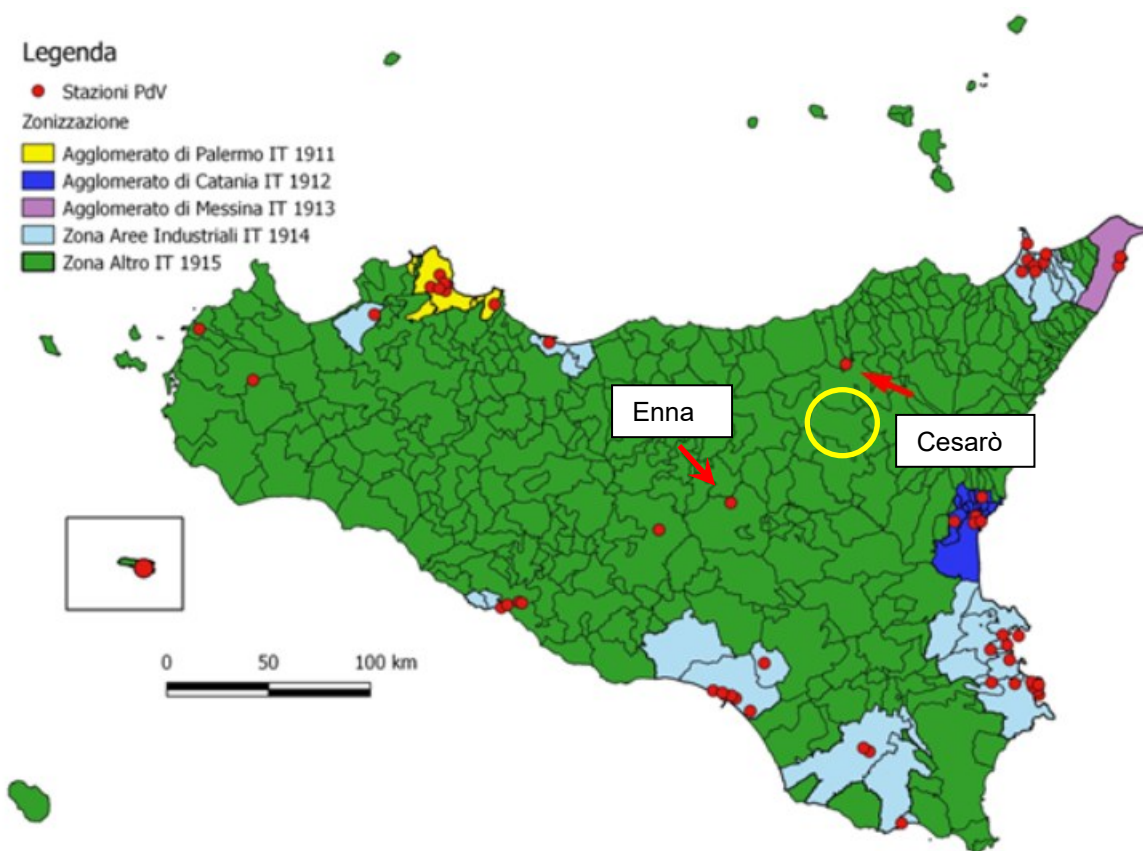 Legenda
Stazioni PdV
Zonizzazione
Agglomerato di Palermo IT 1911
Agglomerato di Catania IT 1912
Agglomerato di Messina IT 1913
Zona Aree Industriali IT 1914
Zona Altro IT 1915
Enna
Cesarò
0 50 100 km